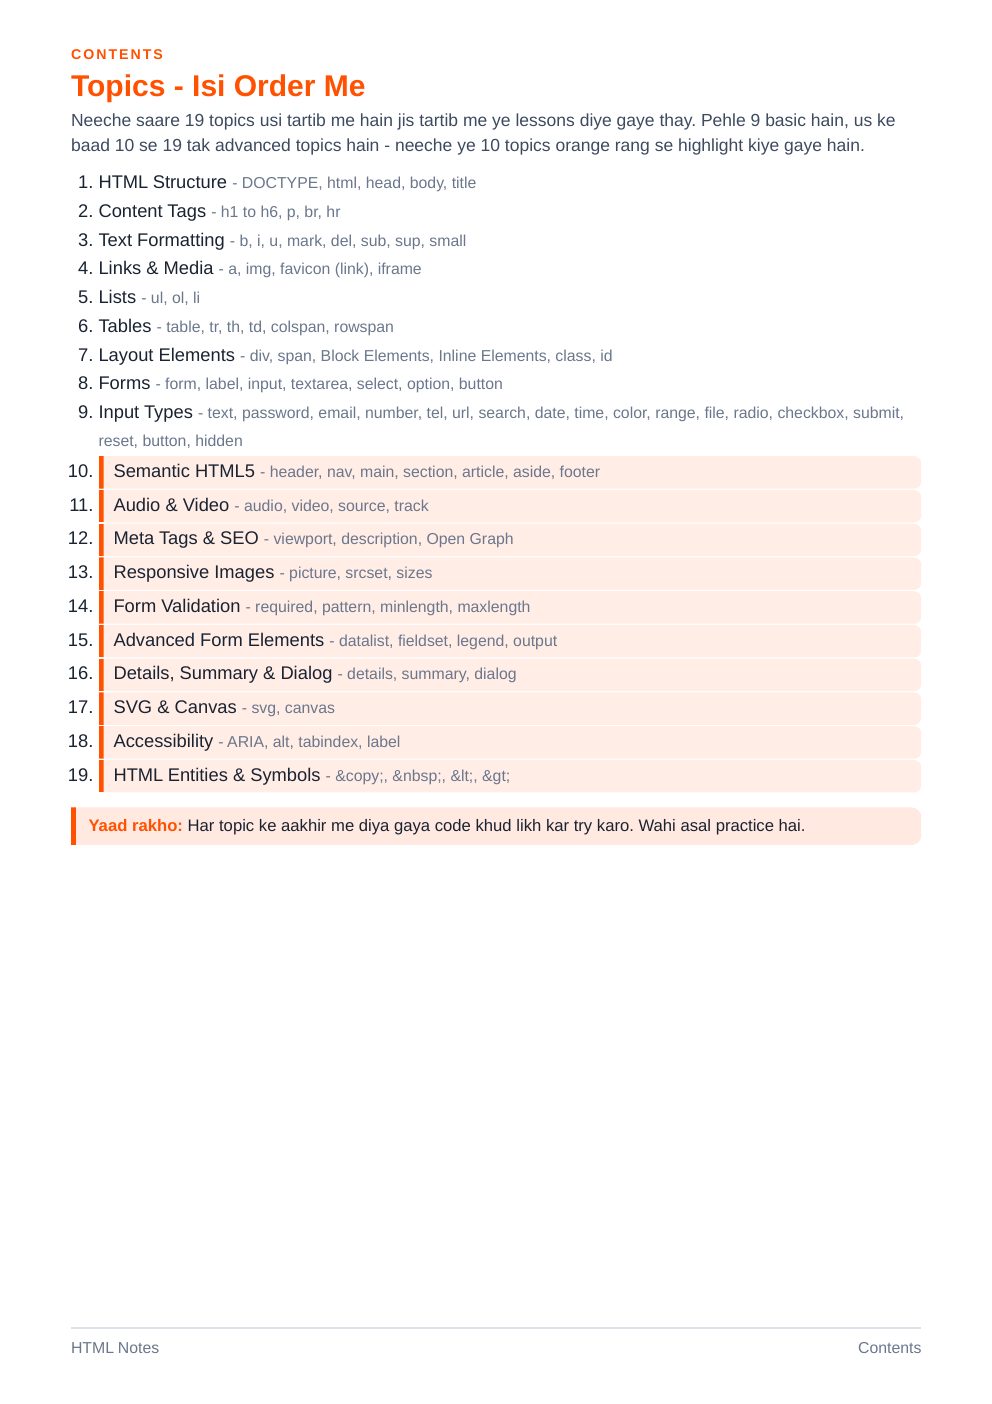 CONTENTS
Topics - Isi Order Me
Neeche saare 19 topics usi tartib me hain jis tartib me ye lessons diye gaye thay. Pehle 9 basic hain, us ke
baad 10 se 19 tak advanced topics hain - neeche ye 10 topics orange rang se highlight kiye gaye hain.
1. HTML Structure - DOCTYPE, html, head, body, title
2. Content Tags - h1 to h6, p, br, hr
3. Text Formatting - b, i, u, mark, del, sub, sup, small
4. Links & Media - a, img, favicon (link), iframe
5. Lists - ul, ol, li
6. Tables - table, tr, th, td, colspan, rowspan
7. Layout Elements - div, span, Block Elements, Inline Elements, class, id
8. Forms - form, label, input, textarea, select, option, button
9. Input Types - text, password, email, number, tel, url, search, date, time, color, range, file, radio, checkbox, submit,
reset, button, hidden
10. Semantic HTML5 - header, nav, main, section, article, aside, footer
11. Audio & Video - audio, video, source, track
12. Meta Tags & SEO - viewport, description, Open Graph
13. Responsive Images - picture, srcset, sizes
14. Form Validation - required, pattern, minlength, maxlength
15. Advanced Form Elements - datalist, fieldset, legend, output
16. Details, Summary & Dialog - details, summary, dialog
17. SVG & Canvas - svg, canvas
18. Accessibility - ARIA, alt, tabindex, label
19. HTML Entities & Symbols - &copy;, &nbsp;, &lt;, &gt;
Yaad rakho: Har topic ke aakhir me diya gaya code khud likh kar try karo. Wahi asal practice hai.
HTML Notes
Contents